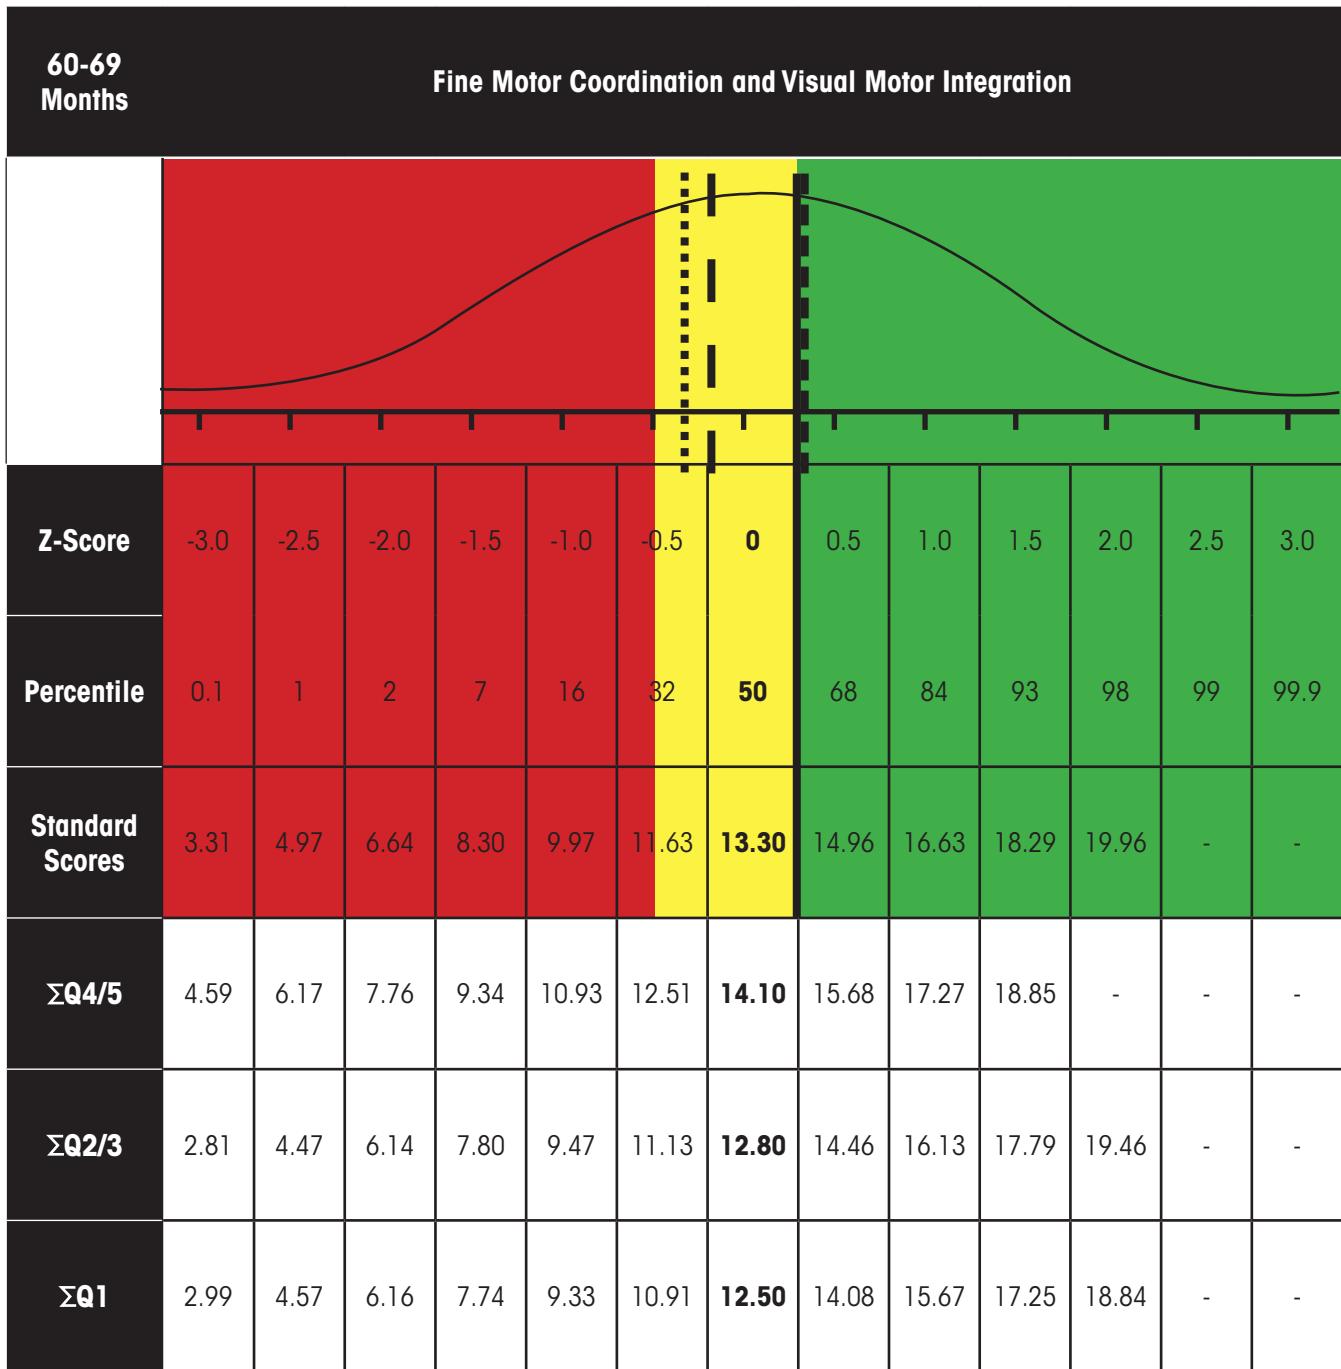 60-69
Months
Fine Motor Coordination and Visual Motor Integration
Z-Score -3.0 -2.5 -2.0 -1.5 -1.0 -0.5 0 0.5 1.0 1.5 2.0 2.5 3.0
Percentile 0.1 1 2 7 16 32 50 68 84 93 98 99 99.9
Standard
Scores 3.31 4.97 6.64 8.30 9.97 11.63 13.30 14.96 16.63 18.29 19.96 - -
∑Q4/5 4.59 6.17 7.76 9.34 10.93 12.51 14.10 15.68 17.27 18.85 - - -
∑Q2/3 2.81 4.47 6.14 7.80 9.47 11.13 12.80 14.46 16.13 17.79 19.46 - -
∑Q1 2.99 4.57 6.16 7.74 9.33 10.91 12.50 14.08 15.67 17.25 18.84 - -